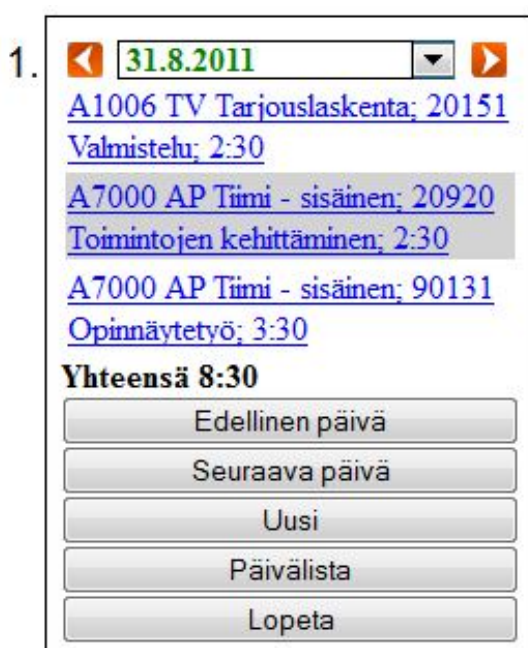 1.
31.8.2011
A1006 TV Tarjouslaskenta; 20151
Valmistelu; 2:30
A7000 AP Tiimi - sisäinen; 20920
Toimintojen kehittäminen; 2:30
A7000 AP Tiimi - sisäinen; 90131
Opinnäytetyö; 3:30
Yhteensä 8:30
Edellinen päivä
Seuraava päivä
Uusi
Päivälista
Lopeta